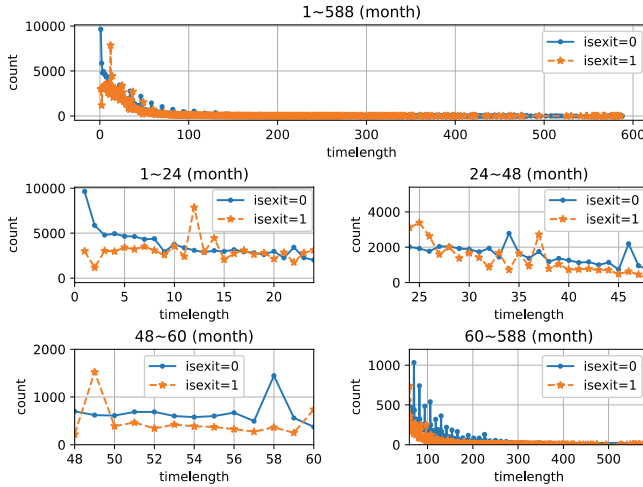 1~588 (month)
10000
5000
0
count
isexit=0
isexit=1
0 100 200 300 400 500 600
timelength
1~24 (month)
10000
5000
0
count
isexit=0
isexit=1
0 5 10 15 20
timelength
24~48 (month)
4000
2000
0
count
isexit=0
isexit=1
25 30 35 40 45
timelength
48~60 (month)
2000
1000
0
count
isexit=0
isexit=1
48 50 52 54 56 58 60
timelength
60~588 (month)
1000
500
0
count
isexit=0
isexit=1
100 200 300 400 500
timelength